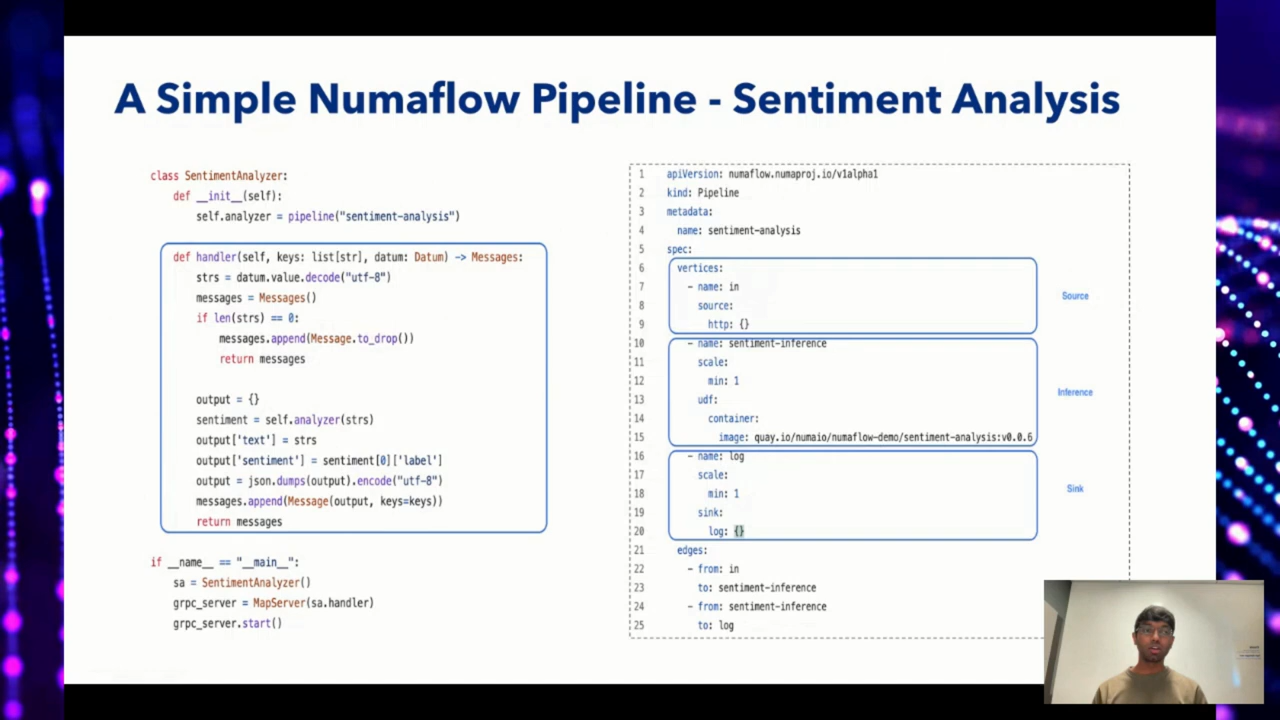 A Simple Numaflow Pipeline - Sentiment Analysis
class SentimentAnalyzer:
    def __init__(self):
        self.analyzer = pipeline("sentiment-analysis")
    def handler(self, keys: list[str], datum: Datum) -> Messages:
        strs = datum.value.decode("utf-8")
        messages = Messages()
        if len(strs) == 0:
            messages.append(Message.to_drop())
            return messages
        output = {}
        sentiment = self.analyzer(strs)
        output['text'] = strs
        output['sentiment'] = sentiment[0]['label']
        output = json.dumps(output).encode("utf-8")
        messages.append(Message(output, keys=keys))
        return messages
if __name__ == "__main__":
    sa = SentimentAnalyzer()
    grpc_server = MapServer(sa.handler)
    grpc_server.start()
1 apiVersion: numaflow.numaproj.io/v1alpha1
2 kind: Pipeline
3 metadata:
4   name: sentiment-analysis
5 spec:
6   vertices:
7     - name: in
8       source:
9         http: {}
10     - name: sentiment-inference
11       scale:
12         min: 1
13       udf:
14         container:
15           image: quay.io/numaio/numaflow-demo/sentiment-analysis:v0.0.6
16     - name: log
17       scale:
18         min: 1
19       sink:
20         log: {}
21   edges:
22     - from: in
23       to: sentiment-inference
24     - from: sentiment-inference
25       to: log
Source
Inference
Sink